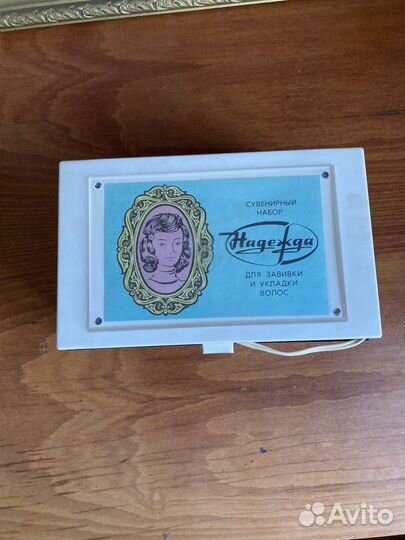 СУВЕНИРНЫЙ
НАБОР
Надежда
ДЛЯ ЗАВИВКИ
И УКЛАДКИ
ВОЛОС
Avito